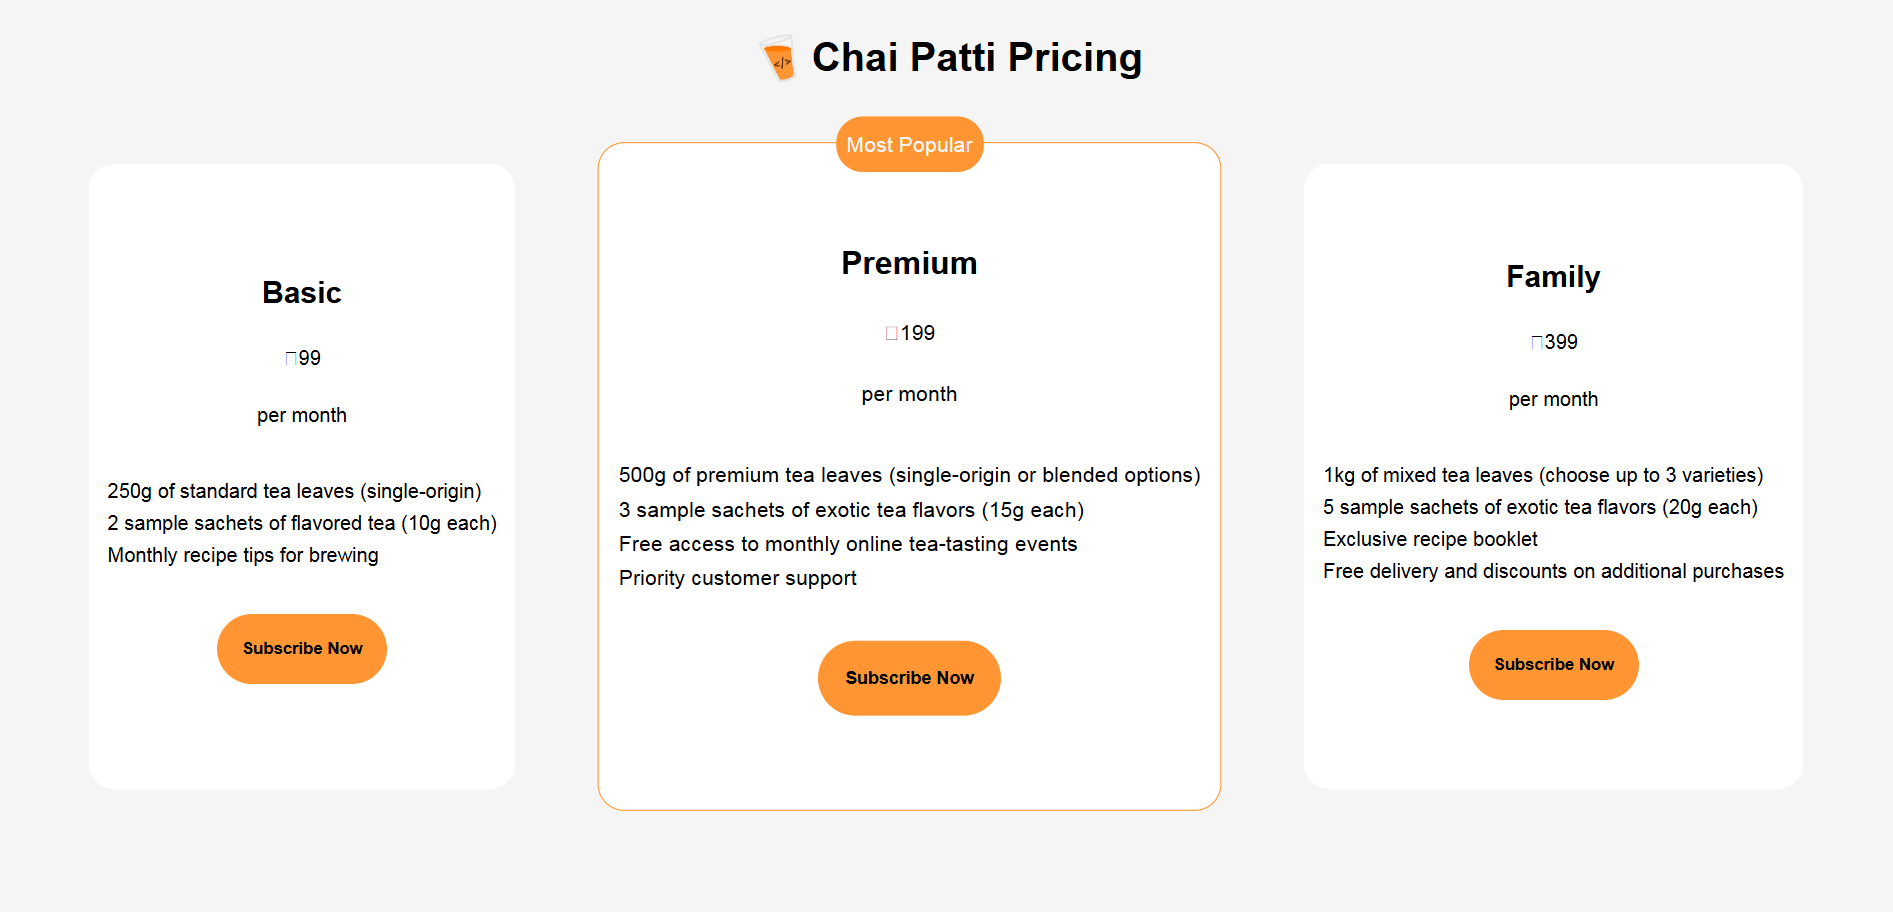 </> Chai Patti Pricing
Most Popular
Basic
99
per month
250g of standard tea leaves (single-origin)
2 sample sachets of flavored tea (10g each)
Monthly recipe tips for brewing
Subscribe Now
Premium
199
per month
500g of premium tea leaves (single-origin or blended options)
3 sample sachets of exotic tea flavors (15g each)
Free access to monthly online tea-tasting events
Priority customer support
Subscribe Now
Family
399
per month
1kg of mixed tea leaves (choose up to 3 varieties)
5 sample sachets of exotic tea flavors (20g each)
Exclusive recipe booklet
Free delivery and discounts on additional purchases
Subscribe Now